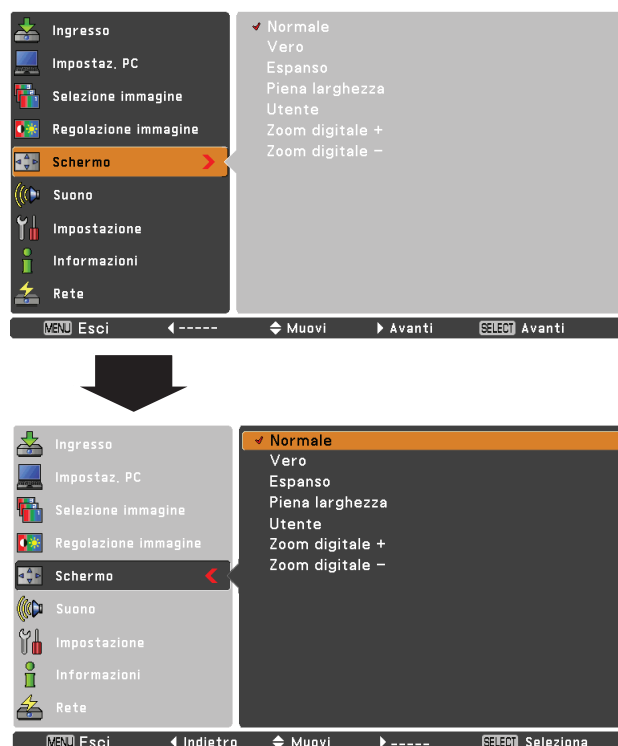 Ingresso
Impostaz. PC
Selezione immagine
Regolazione immagine
Schermo
Suono
Impostazione
Informazioni
Rete
Normale
Vero
Espanso
Piena larghezza
Utente
Zoom digitale +
Zoom digitale –
MENU Esci ----- Muovi Avanti SELECT Avanti
Ingresso
Impostaz. PC
Selezione immagine
Regolazione immagine
Schermo
Suono
Impostazione
Informazioni
Rete
Normale
Vero
Espanso
Piena larghezza
Utente
Zoom digitale +
Zoom digitale –
MENU Esci Indietro Muovi ----- SELECT Seleziona